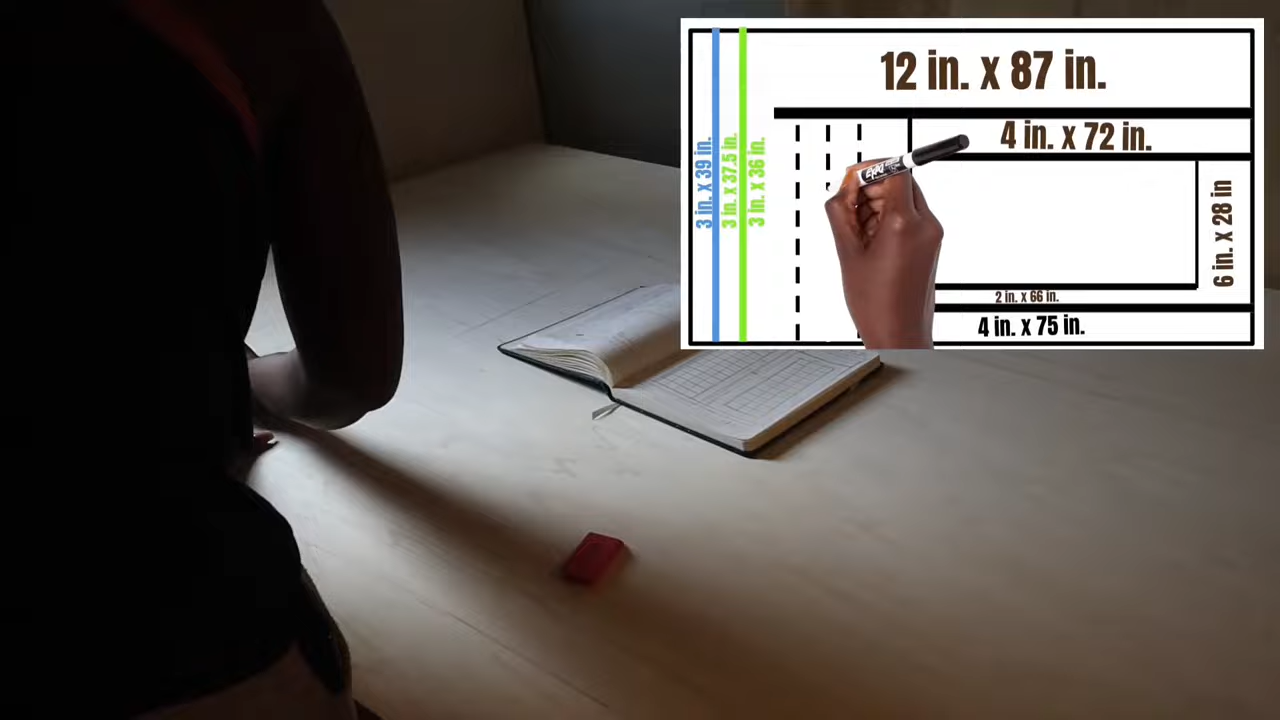 12 in. x 87 in.
4 in. x 72 in.
3 in. x 39 in.
3 in. x 37.5 in.
3 in. x 36 in.
EXPO
6 in. x 28 in
2 in. x 66 in.
4 in. x 75 in.